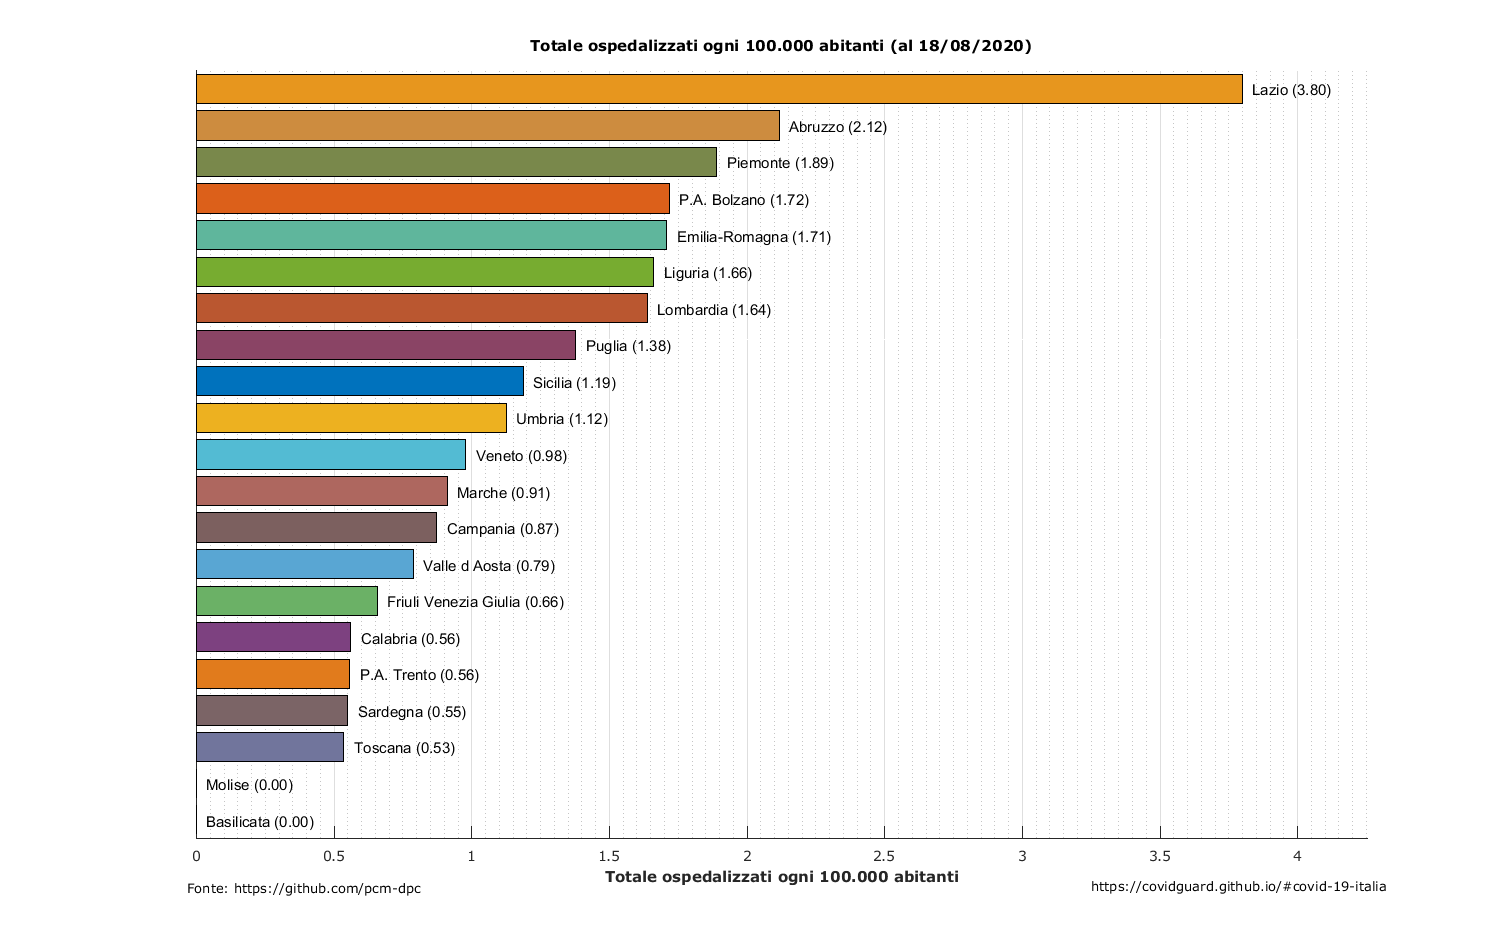 Totale ospedalizzati ogni 100.000 abitanti (al 18/08/2020)
Lazio (3.80)
Abruzzo (2.12)
Piemonte (1.89)
P.A. Bolzano (1.72)
Emilia-Romagna (1.71)
Liguria (1.66)
Lombardia (1.64)
Puglia (1.38)
Sicilia (1.19)
Umbria (1.12)
Veneto (0.98)
Marche (0.91)
Campania (0.87)
Valle d Aosta (0.79)
Friuli Venezia Giulia (0.66)
Calabria (0.56)
P.A. Trento (0.56)
Sardegna (0.55)
Toscana (0.53)
Molise (0.00)
Basilicata (0.00)
0 0.5 1 1.5 2 2.5 3 3.5 4
Totale ospedalizzati ogni 100.000 abitanti
Fonte: https://github.com/pcm-dpc
https://covidguard.github.io/#covid-19-italia